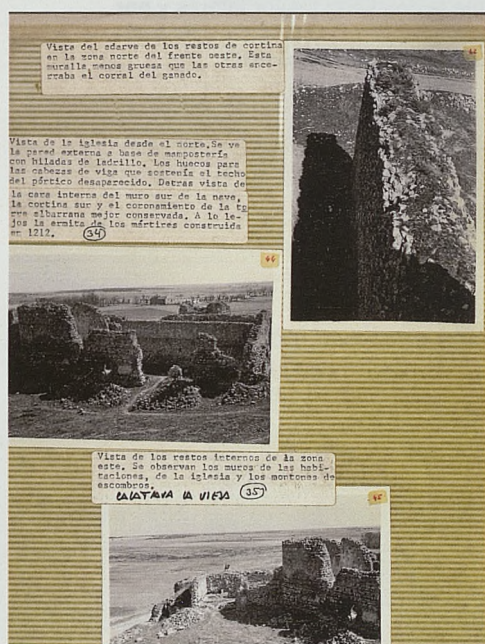 Vista del adarve de los restos de cortina
en la zona norte del frente oeste. Esta
muralla menos gruesa que las otras ence-
rraba el corral del ganado.
Vista de la iglesia desde el norte. Se ve
la pared externa a base de mampostería
con hiladas de ladrillo. Los huecos para
las cabezas de viga que sostenía el techo
del pórtico desaparecido. Detras vista de
la cara interna del muro sur de la nave,
la cortina sur y el coronamiento de la to
rre albarrana mejor conservada. A lo le-
jos la ermita de los mártires construida
en 1212. 34
44
Vista de los restos internos de la zona
este. Se observan los muros de las habi-
taciones, de la iglesia y los montones de
escombros.
CALATRAVA LA VIEJA 35
45